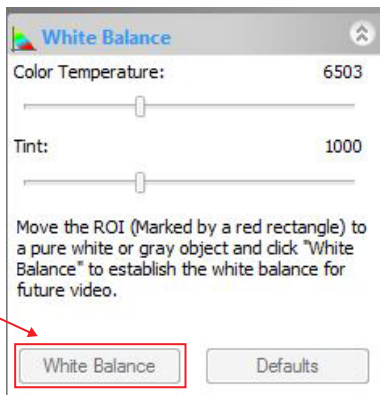 White Balance
Color Temperature: 6503
Tint: 1000
Move the ROI (Marked by a red rectangle) to
a pure white or gray object and click "White
Balance" to establish the white balance for
future video.
White Balance Defaults